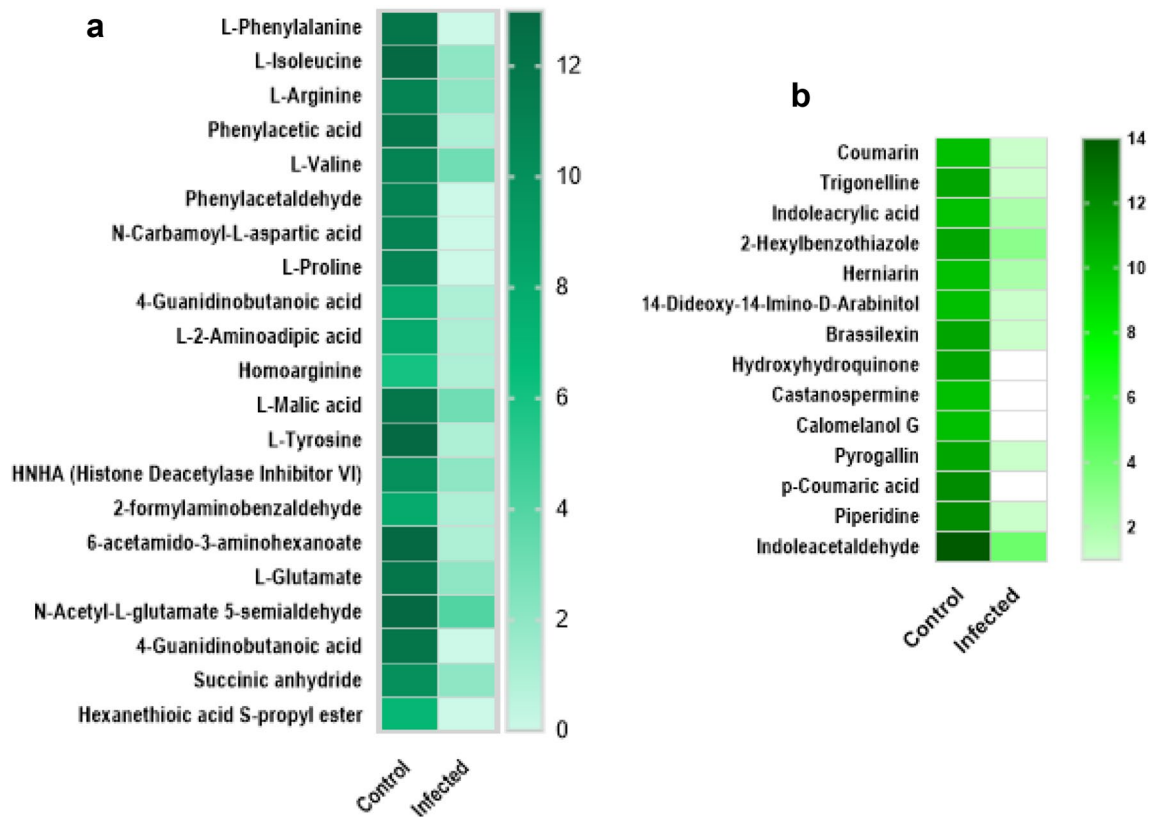 a
L-Phenylalanine
L-Isoleucine
L-Arginine
Phenylacetic acid
L-Valine
Phenylacetaldehyde
N-Carbamoyl-L-aspartic acid
L-Proline
4-Guanidinobutanoic acid
L-2-Aminoadipic acid
Homoarginine
L-Malic acid
L-Tyrosine
HNHA (Histone Deacetylase Inhibitor VI)
2-formylaminobenzaldehyde
6-acetamido-3-aminohexanoate
L-Glutamate
N-Acetyl-L-glutamate 5-semialdehyde
4-Guanidinobutanoic acid
Succinic anhydride
Hexanethioic acid S-propyl ester
Control
Infected
12
10
8
6
4
2
0
b
Coumarin
Trigonelline
Indoleacrylic acid
2-Hexylbenzothiazole
Herniarin
14-Dideoxy-14-Imino-D-Arabinitol
Brassilexin
Hydroxyhydroquinone
Castanospermine
Calomelanol G
Pyrogallin
p-Coumaric acid
Piperidine
Indoleacetaldehyde
Control
Infected
14
12
10
8
6
4
2